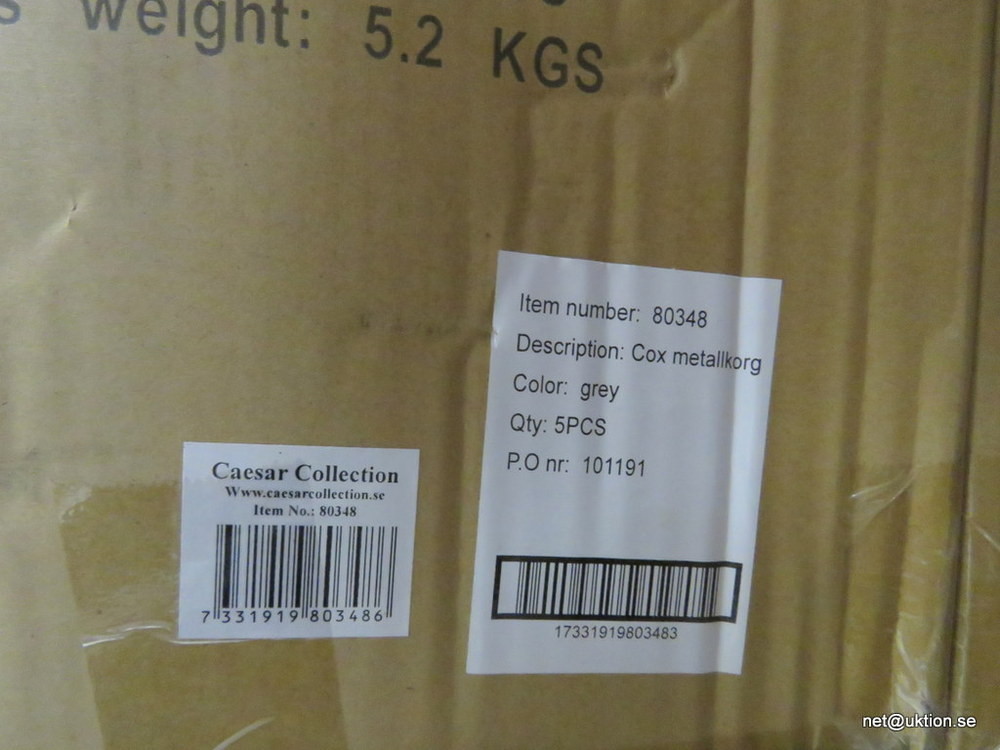 weight: 5.2 KGS
Item number: 80348
Description: Cox metallkorg
Color: grey
Qty: 5PCS
P.O nr: 101191
17331919803483
Caesar Collection
Www.caesarcollection.se
Item No.: 80348
7 331919 803486
net@uktion.se